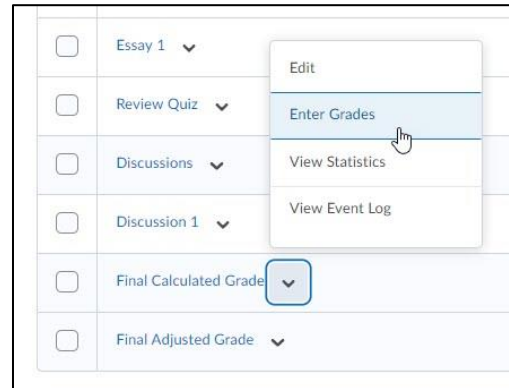 Essay 1
Edit
Review Quiz
Enter Grades
Discussions
View Statistics
Discussion 1
View Event Log
Final Calculated Grade
Final Adjusted Grade